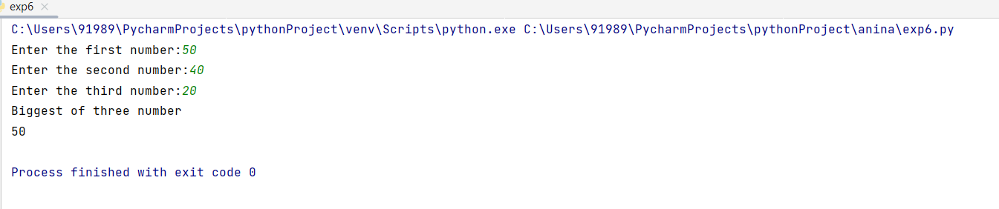 exp6
C:\Users\91989\PycharmProjects\pythonProject\venv\Scripts\python.exe C:\Users\91989\PycharmProjects\pythonProject\anina\exp6.py
Enter the first number:50
Enter the second number:40
Enter the third number:20
Biggest of three number
50
Process finished with exit code 0